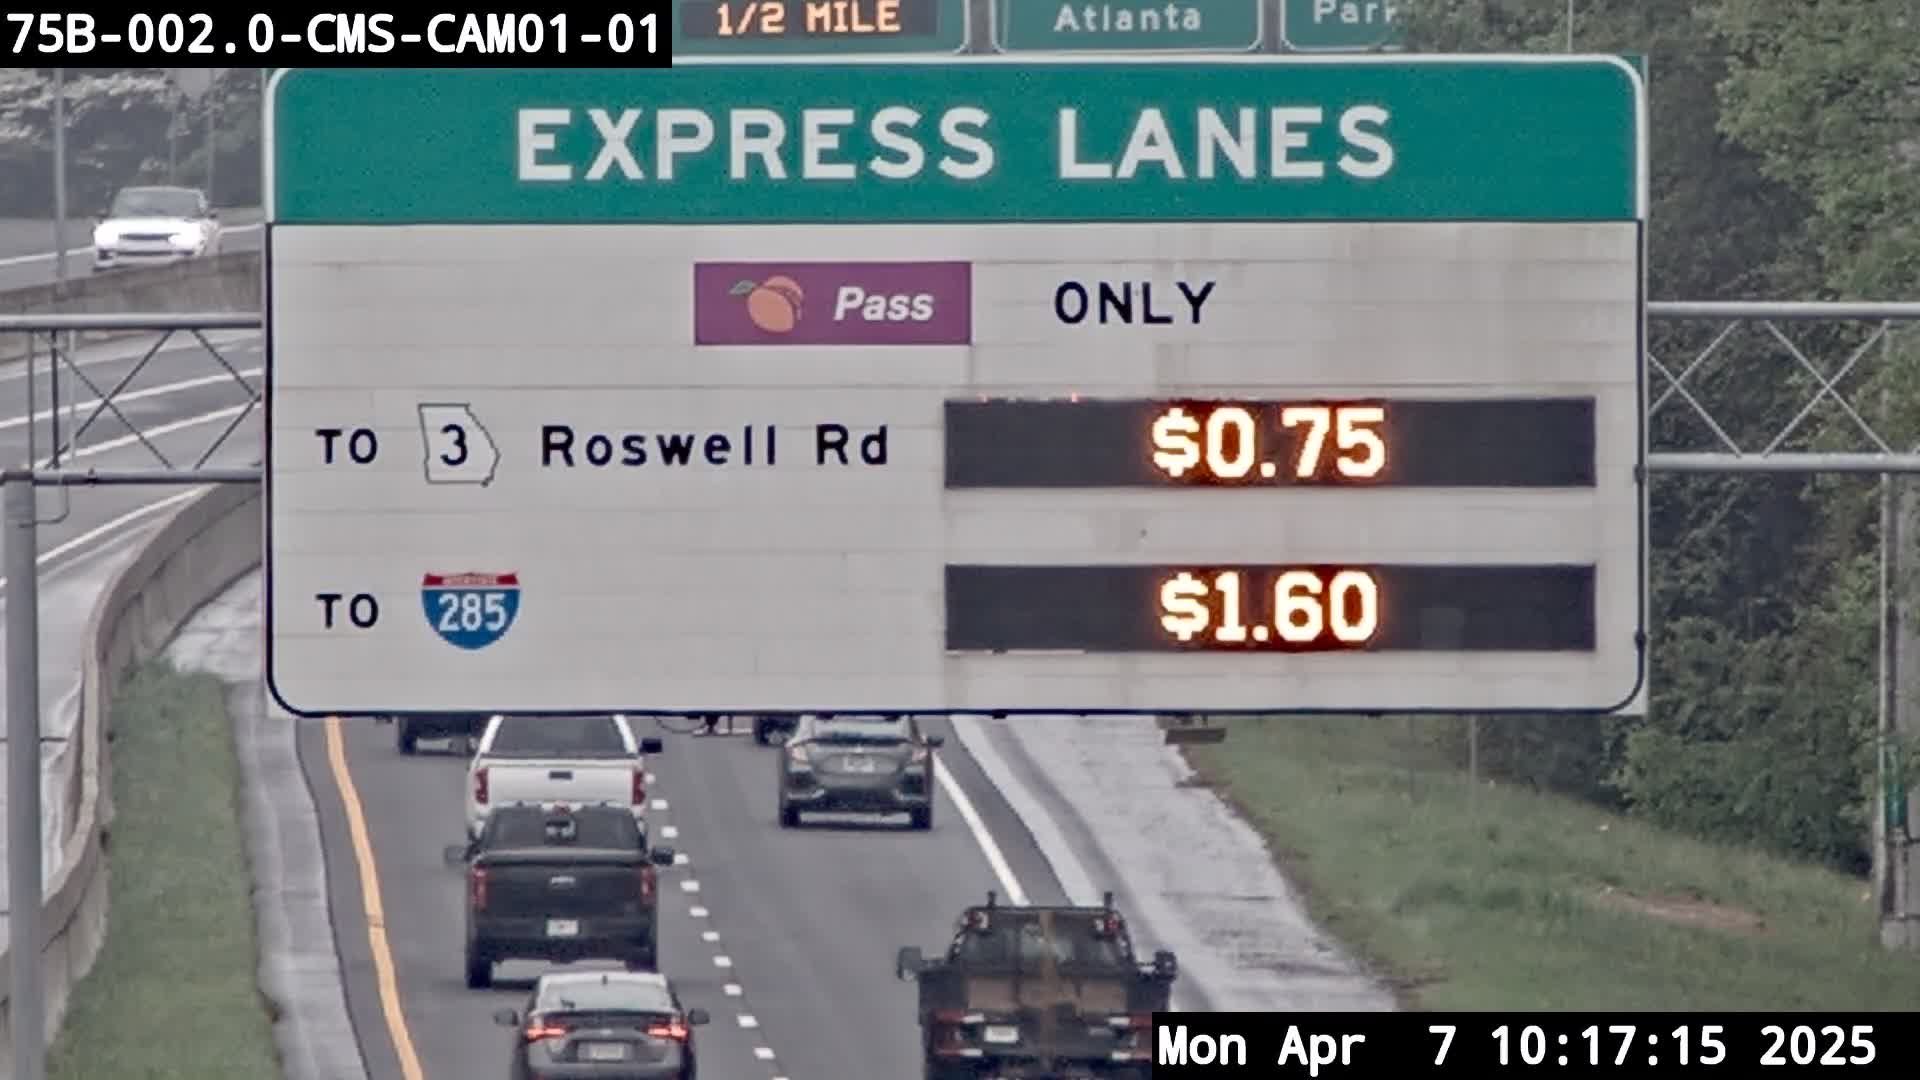 75B-002.0-CMS-CAM01-01
1/2 MILE
Atlanta
EXPRESS LANES
Pass ONLY
TO 3 Roswell Rd $0.75
TO 285 $1.60
Mon Apr 7 10:17:15 2025